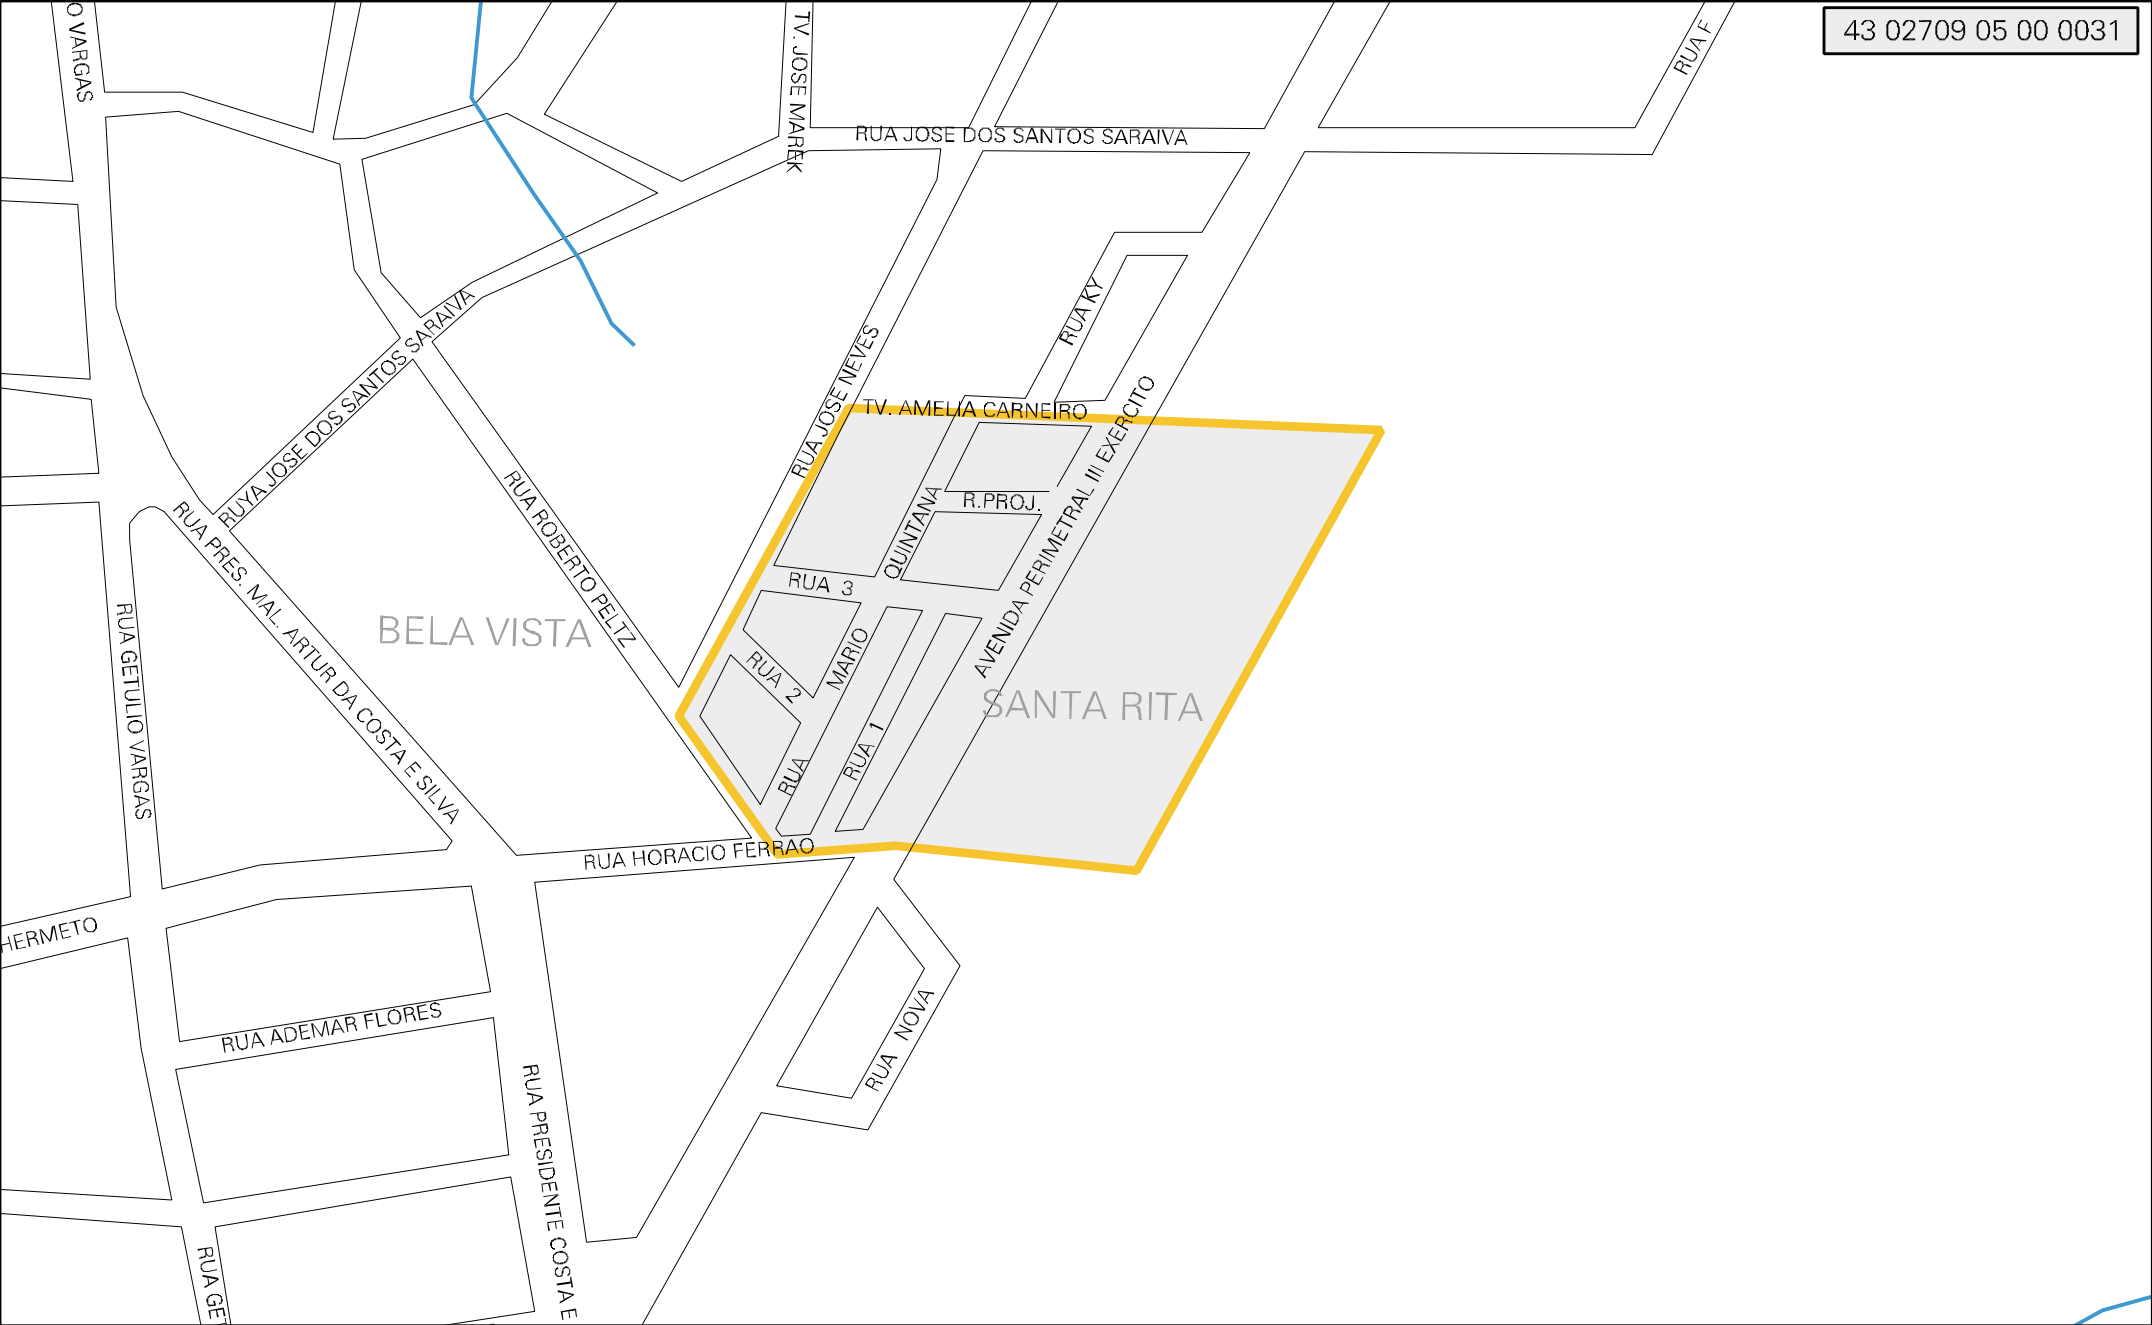 43 02709 05 00 0031
O VARGAS
TV. JOSE MAREK
RUA F
RUA JOSE DOS SANTOS SARAIVA
RUA KY
RUYA JOSE DOS SANTOS SARAIVA
RUA JOSE NEVES
TV. AMELIA CARNEIRO
AVENIDA PERIMETRAL III EXERCITO
R.PROJ.
RUA MARIO QUINTANA
RUA 3
RUA 2
RUA 1
RUA ROBERTO PELTZ
RUA PRES. MAL. ARTUR DA COSTA E SILVA
BELA VISTA
SANTA RITA
RUA GETULIO VARGAS
RUA HORACIO FERRAO
HERMETO
RUA ADEMAR FLORES
RUA NOVA
RUA PRESIDENTE COSTA E
RUA GET